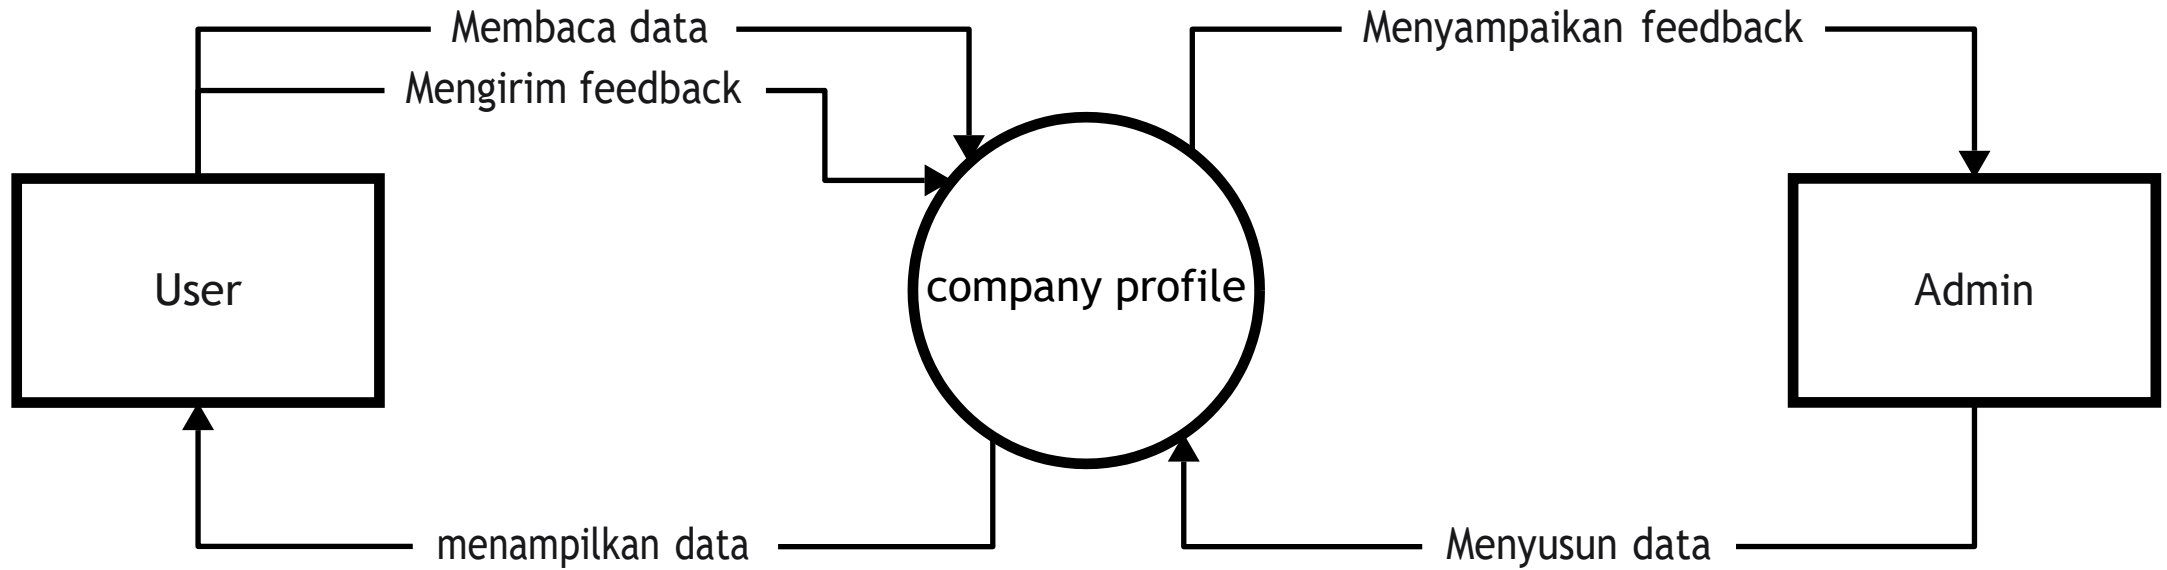 Membaca data
Menyampaikan feedback
Mengirim feedback
User
company profile
Admin
menampilkan data
Menyusun data